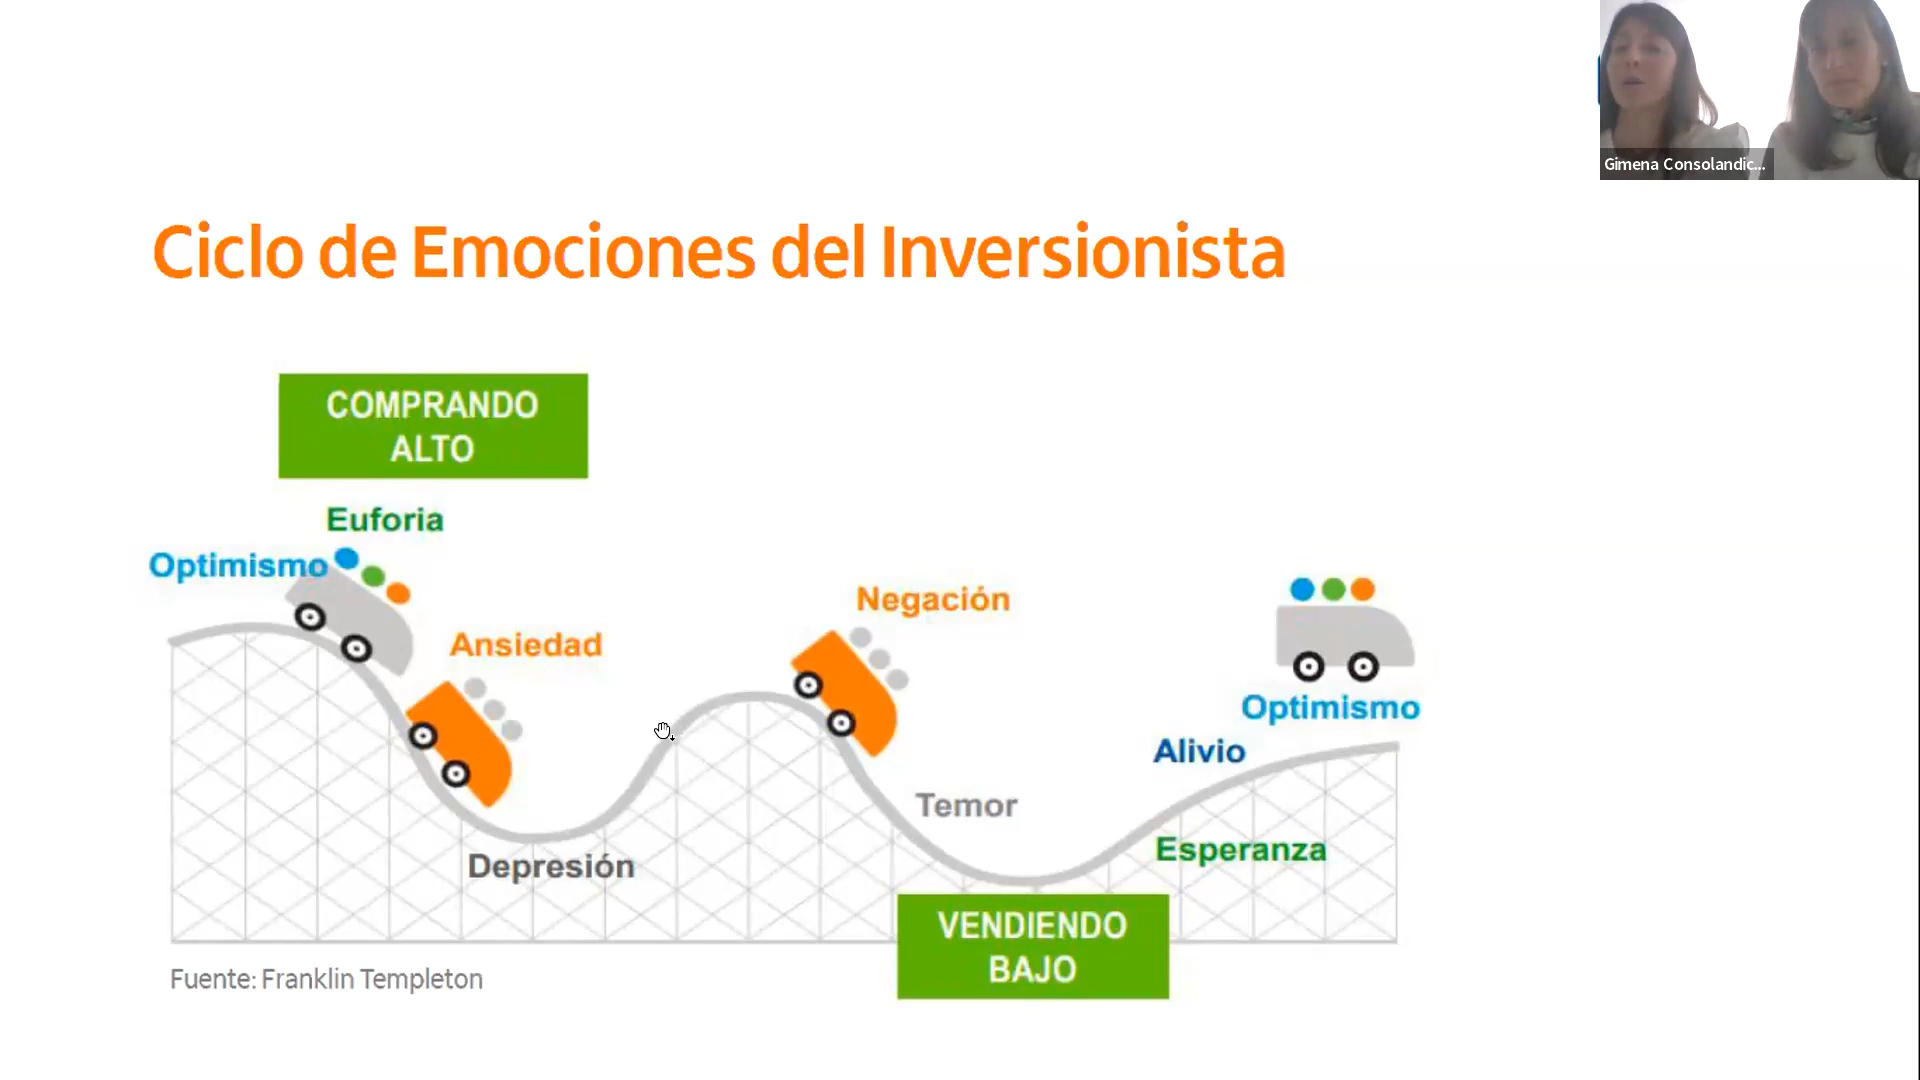 Gimena Consolandic...
Ciclo de Emociones del Inversionista
COMPRANDO
ALTO
Euforia
Optimismo
Ansiedad
Negación
Optimismo
Alivio
Temor
Esperanza
Depresión
VENDIENDO
BAJO
Fuente: Franklin Templeton